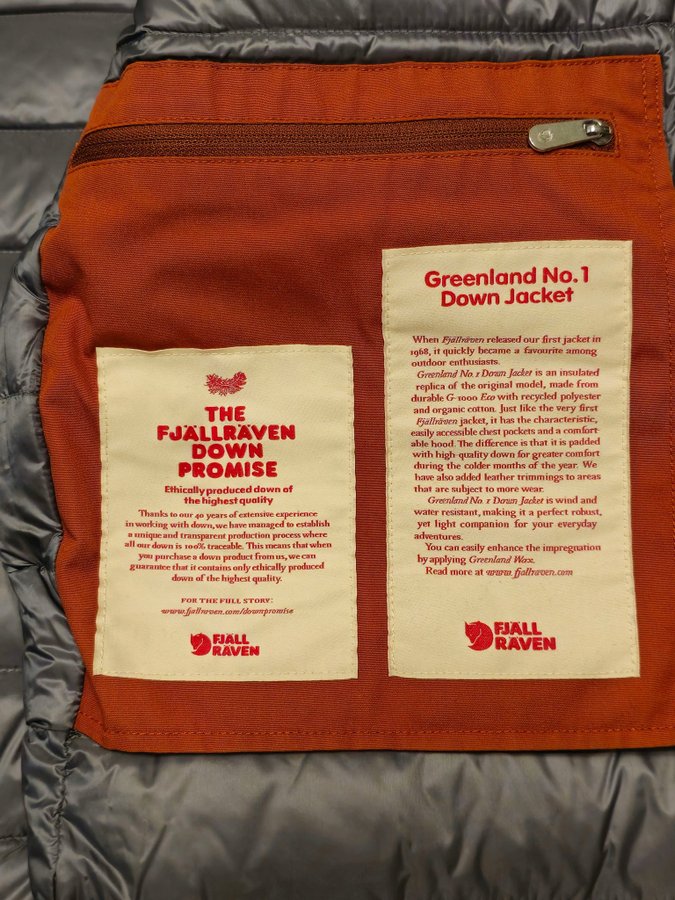 THE
FJÄLLRÄVEN
DOWN
PROMISE
Ethically produced down of
the highest quality
Thanks to our 40 years of extensive experience
in working with down, we have managed to establish
a unique and transparent production process where
all our down is 100% traceable. This means that when
you purchase a down product from us, we can
guarantee that it contains only ethically produced
down of the highest quality.
FOR THE FULL STORY:
www.fjallraven.com/downpromise
FJÄLL
RÄVEN
Greenland No.1
Down Jacket
When Fjällräven released our first jacket in
1968, it quickly became a favourite among
outdoor enthusiasts.
Greenland No.1 Down Jacket is an insulated
replica of the original model, made from
durable G-1000 Eco with recycled polyester
and organic cotton. Just like the very first
Fjällräven jacket, it has the characteristic,
easily accessible chest pockets and a comfort-
able hood. The difference is that it is padded
with high-quality down for greater comfort
during the colder months of the year. We
have also added leather trimmings to areas
that are subject to more wear.
Greenland No.1 Down Jacket is wind and
water resistant, making it a perfect robust,
yet light companion for your everyday
adventures.
You can easily enhance the impregnation
by applying Greenland Wax.
Read more at www.fjallraven.com
FJÄLL
RÄVEN